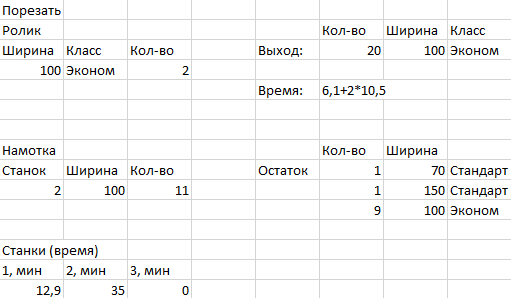 Порезать
Ролик Кол-во Ширина Класс
Ширина Класс Кол-во Выход: 20 100 Эконом
100 Эконом 2
Время: 6,1+2*10,5
Намотка Кол-во Ширина
Станок Ширина Кол-во Остаток 1 70 Стандарт
2 100 11 1 150 Стандарт
9 100 Эконом
Станки (время)
1, мин 2, мин 3, мин
12,9 35 0